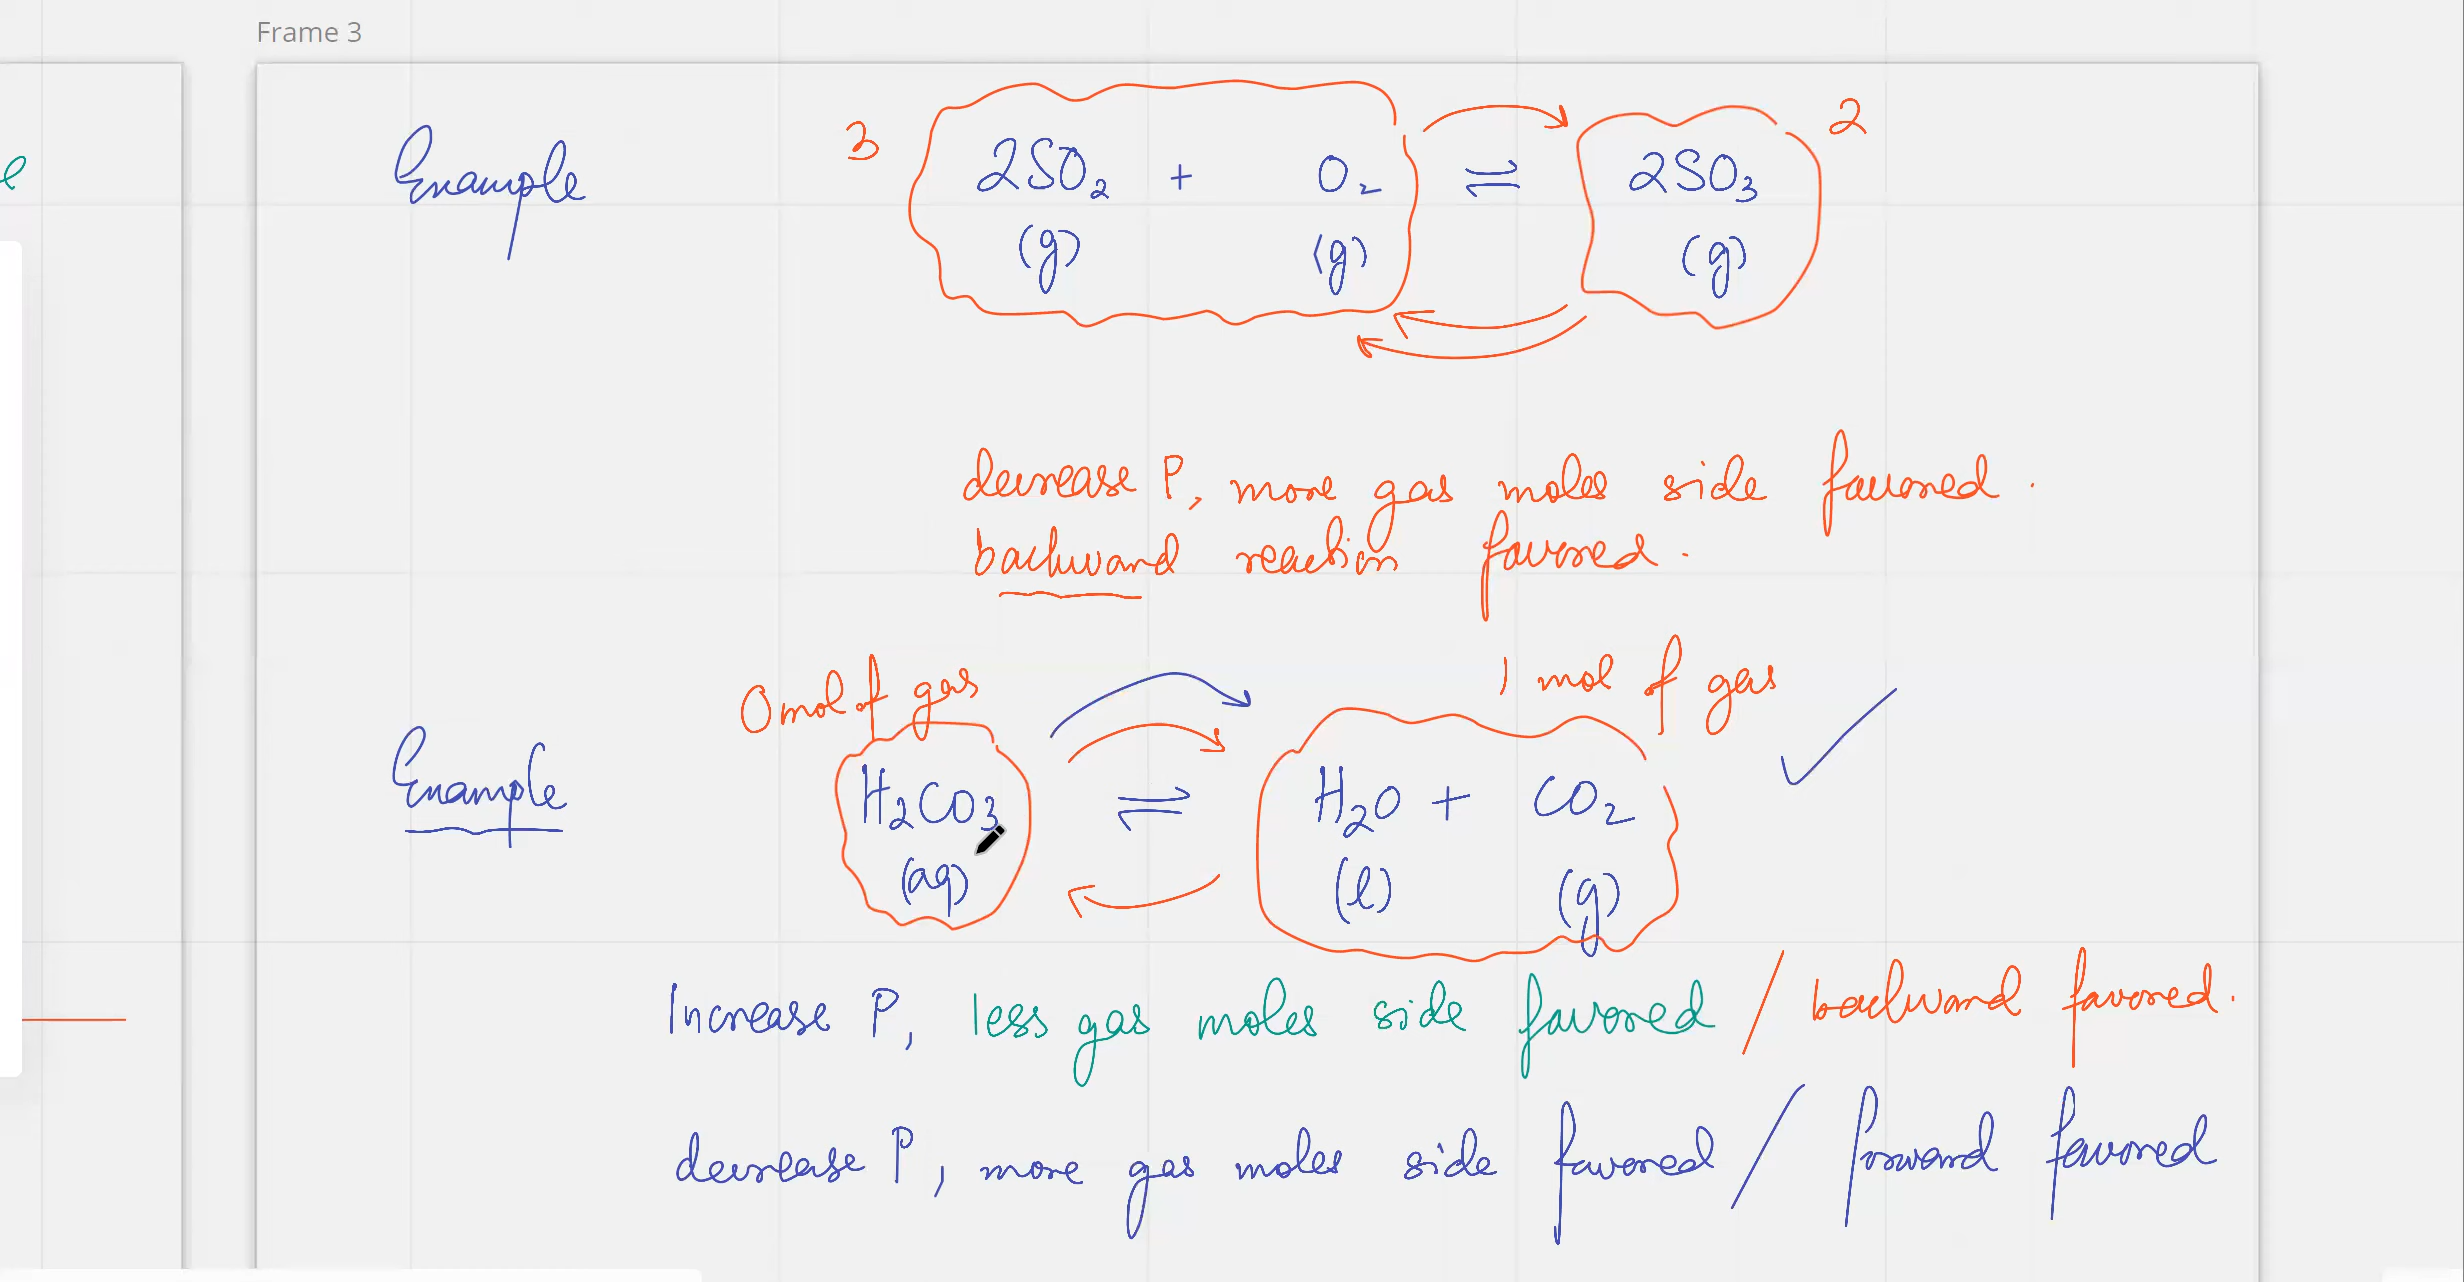 Frame 3
e
Example 3 2SO₂ + O₂ ⇌ 2SO₃ 2
(g) (g) (g)
decrease P, more gas moles side favored.
backward reaction favored.
0 mol of gas 1 mol of gas
Example H₂CO₃ ⇌ H₂O + CO₂ ✓
(aq) (l) (g)
Increase P, less gas moles side favored / backward favored.
decrease P, more gas moles side favored / forward favored